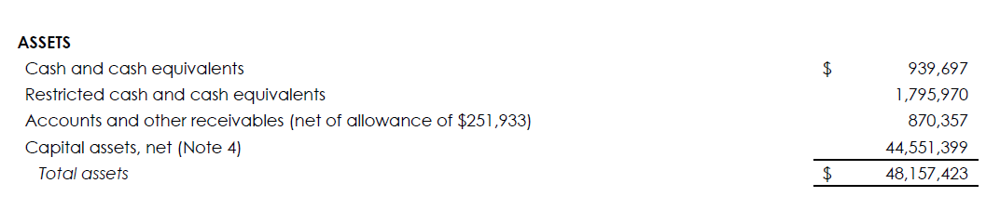 ASSETS
Cash and cash equivalents $ 939,697
Restricted cash and cash equivalents 1,795,970
Accounts and other receivables (net of allowance of $251,933) 870,357
Capital assets, net (Note 4) 44,551,399
Total assets $ 48,157,423